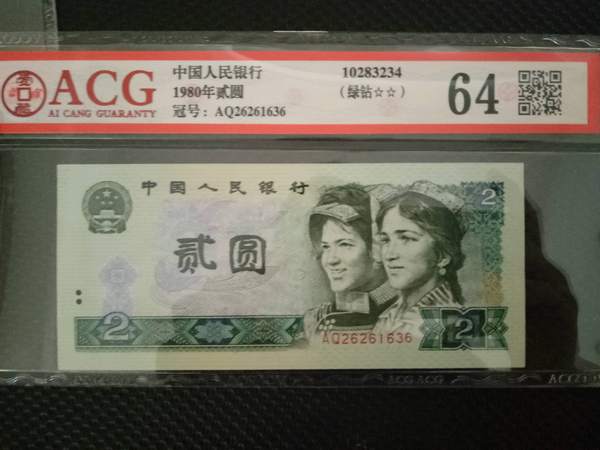 ACG
AI CANG GUARANTY
中国人民银行
1980年贰圆
冠号: AQ26261636
10283234
(绿钻☆☆)
64
中国人民银行
2
贰圆
AQ26261636
2
2
ACG ACG